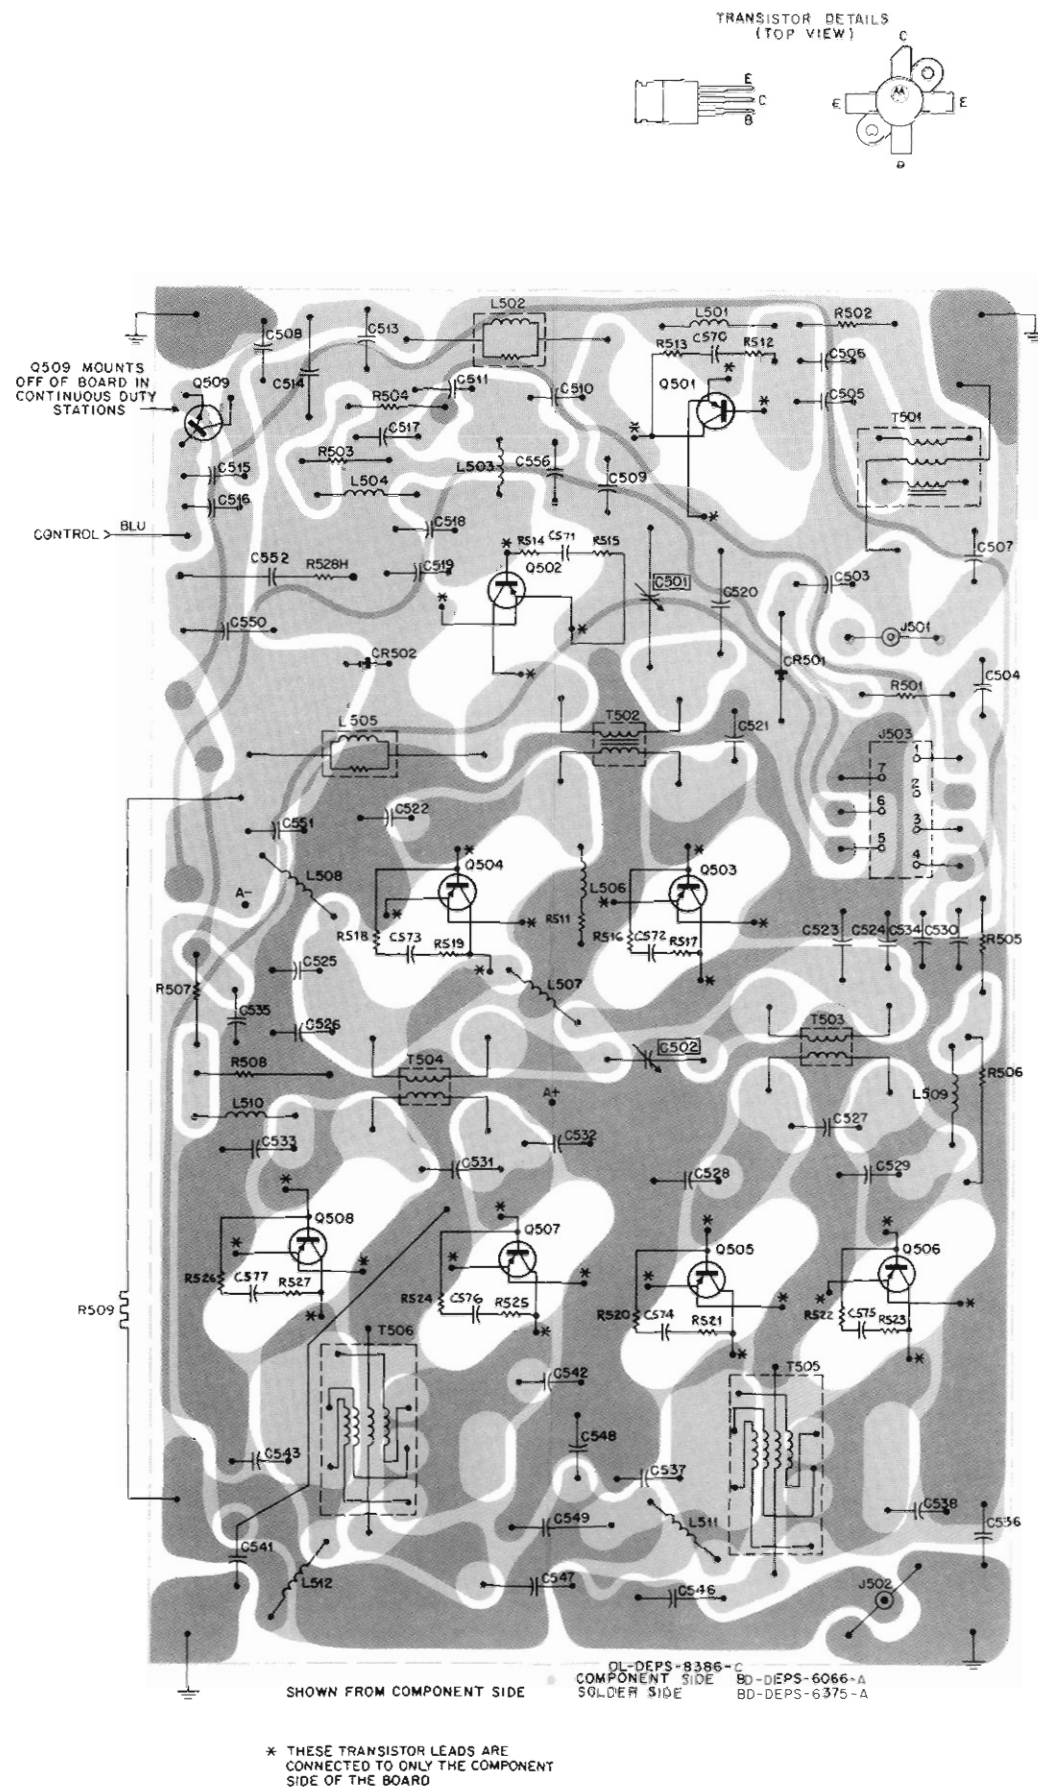 TRANSISTOR DETAILS
(TOP VIEW)
C
E
C
B
E
E
L502
L501
R502
C508
C513
C570
R513
R512
C506
Q509 MOUNTS
OFF OF BOARD IN
CONTINUOUS DUTY
STATIONS
Q509
C514
C511
C510
Q501
C505
R504
T501
C517
R503
L503
C556
C515
L504
C509
C516
CONTROL
BLU
C518
C571
R514
R515
C507
C552
R528H
C519
Q502
C501
C520
C503
C550
J501
CR502
CR501
C504
R501
L505
T502
C521
J503
1
7
2
6
3
5
4
C551
C522
Q504
Q503
L508
L506
A-
R511
R518
C573
R519
R516
C572
R517
C523
C524
C534
C530
R505
C525
R507
L507
C535
C526
T503
T504
C502
R508
R506
A+
L509
L510
C527
C533
C532
C531
C528
C529
Q508
Q507
Q505
Q506
R526
C577
R527
R524
C576
R525
R520
C574
R521
R522
C575
R523
R509
T506
T505
C542
C543
C548
C537
C538
C549
L511
C536
C541
L512
C547
C546
J502
OL-DEPS-8386-C
COMPONENT SIDE BD-DEPS-6066-A
SHOWN FROM COMPONENT SIDE
SOLDER SIDE BD-DEPS-6375-A
* THESE TRANSISTOR LEADS ARE
CONNECTED TO ONLY THE COMPONENT
SIDE OF THE BOARD